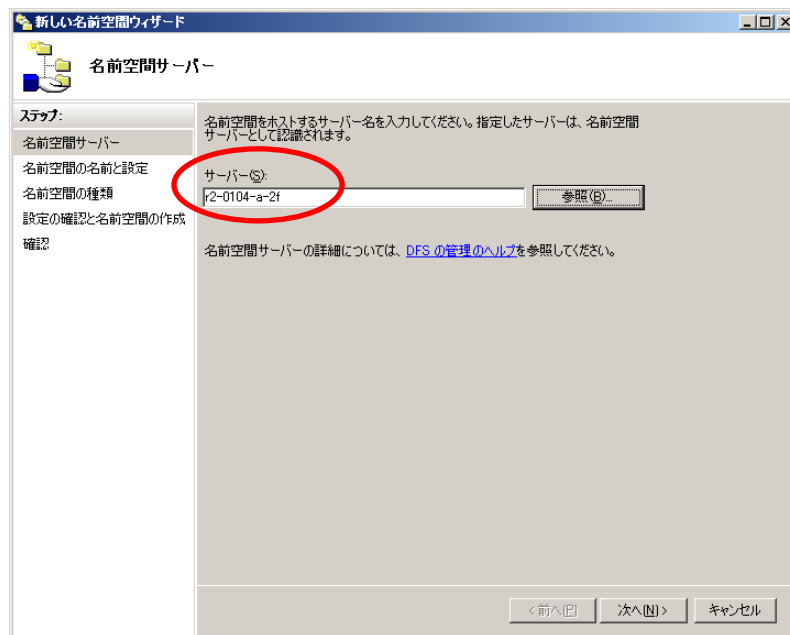 新しい名前空間ウィザード
名前空間サーバー
ステップ:
名前空間サーバー
名前空間の名前と設定
名前空間の種類
設定の確認と名前空間の作成
確認
名前空間をホストするサーバー名を入力してください。指定したサーバーは、名前空間
サーバーとして認識されます。
サーバー(S):
r2-0104-a-2f
参照(B)...
名前空間サーバーの詳細については、DFS の管理のヘルプを参照してください。
<前へ(P)
次へ(N)>
キャンセル